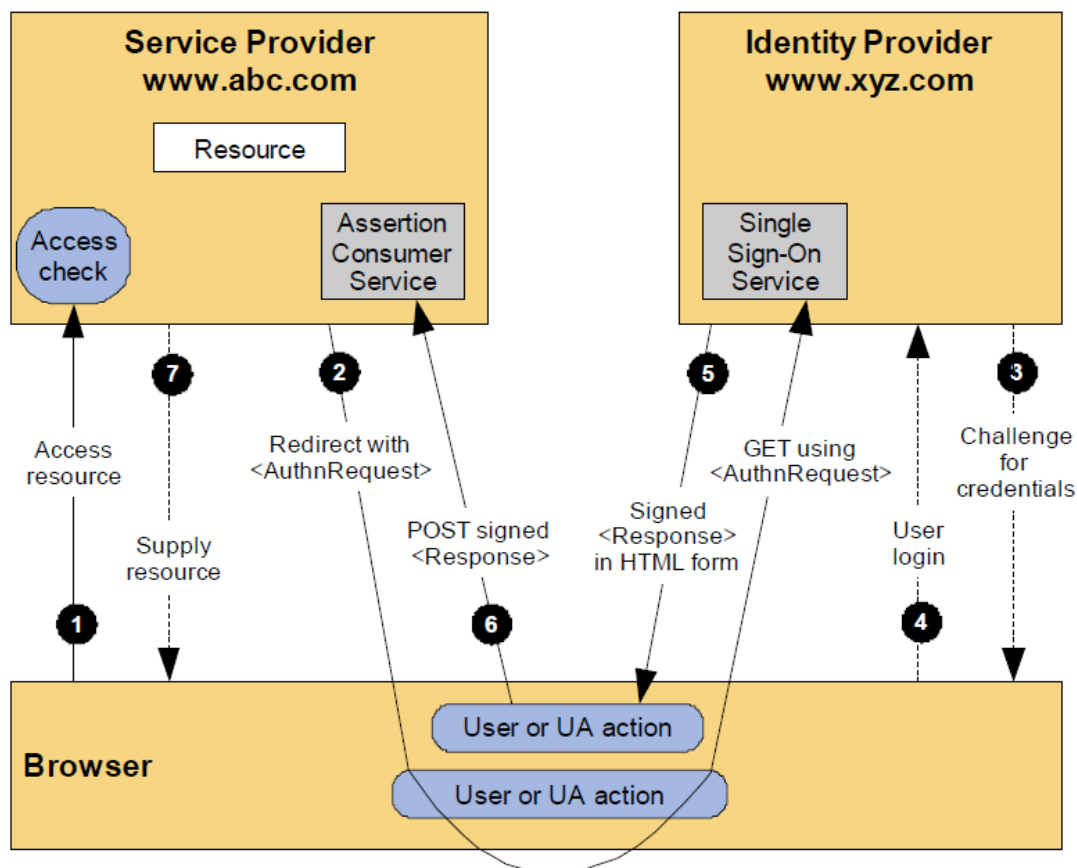 Service Provider
www.abc.com
Identity Provider
www.xyz.com
Resource
Access
check
Assertion
Consumer
Service
Single
Sign-On
Service
7
2
5
3
Access
resource
Redirect with
<AuthnRequest>
GET using
<AuthnRequest>
Challenge
for
credentials
Supply
resource
POST signed
<Response>
Signed
<Response>
in HTML form
User
login
1
6
4
User or UA action
Browser
User or UA action